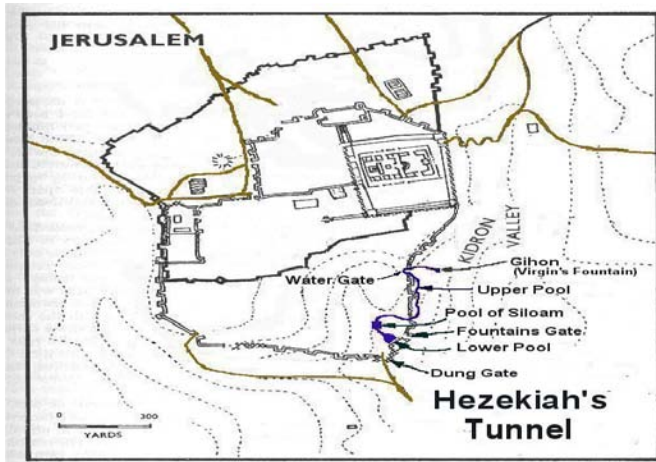 JERUSALEM
KIDRON
VALLEY
Gihon
(Virgin's Fountain)
Water Gate
Upper Pool
Pool of Siloam
Fountains Gate
Lower Pool
Dung Gate
Hezekiah's
Tunnel
0 300
YARDS